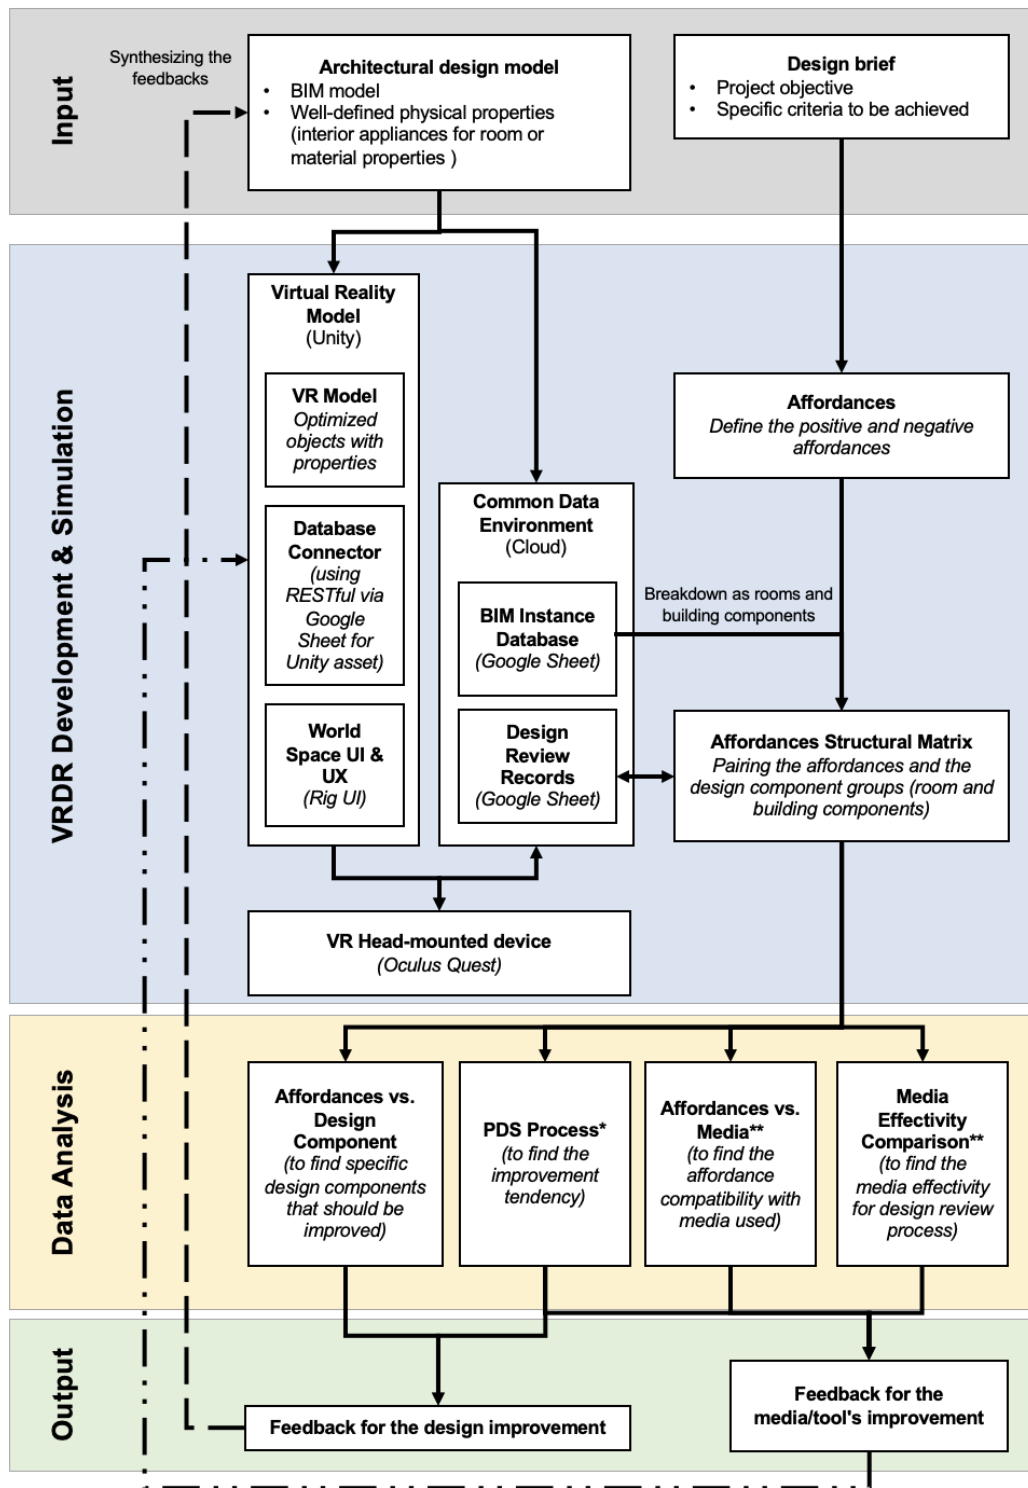 Input
Synthesizing the
feedbacks
Architectural design model
• BIM model
• Well-defined physical properties
(interior appliances for room or
material properties )
Design brief
• Project objective
• Specific criteria to be achieved
VRDR Development & Simulation
Virtual Reality
Model
(Unity)
VR Model
Optimized
objects with
properties
Database
Connector
(using
RESTful via
Google
Sheet for
Unity asset)
World
Space UI &
UX
(Rig UI)
Common Data
Environment
(Cloud)
BIM Instance
Database
(Google Sheet)
Design
Review
Records
(Google Sheet)
Affordances
Define the positive and negative
affordances
Breakdown as rooms and
building components
Affordances Structural Matrix
Pairing the affordances and the
design component groups (room and
building components)
VR Head-mounted device
(Oculus Quest)
Data Analysis
Affordances vs.
Design
Component
(to find specific
design components
that should be
improved)
PDS Process*
(to find the
improvement
tendency)
Affordances vs.
Media**
(to find the
affordance
compatibility with
media used)
Media
Effectivity
Comparison**
(to find the
media effectivity
for design review
process)
Output
Feedback for the design improvement
Feedback for the
media/tool's improvement